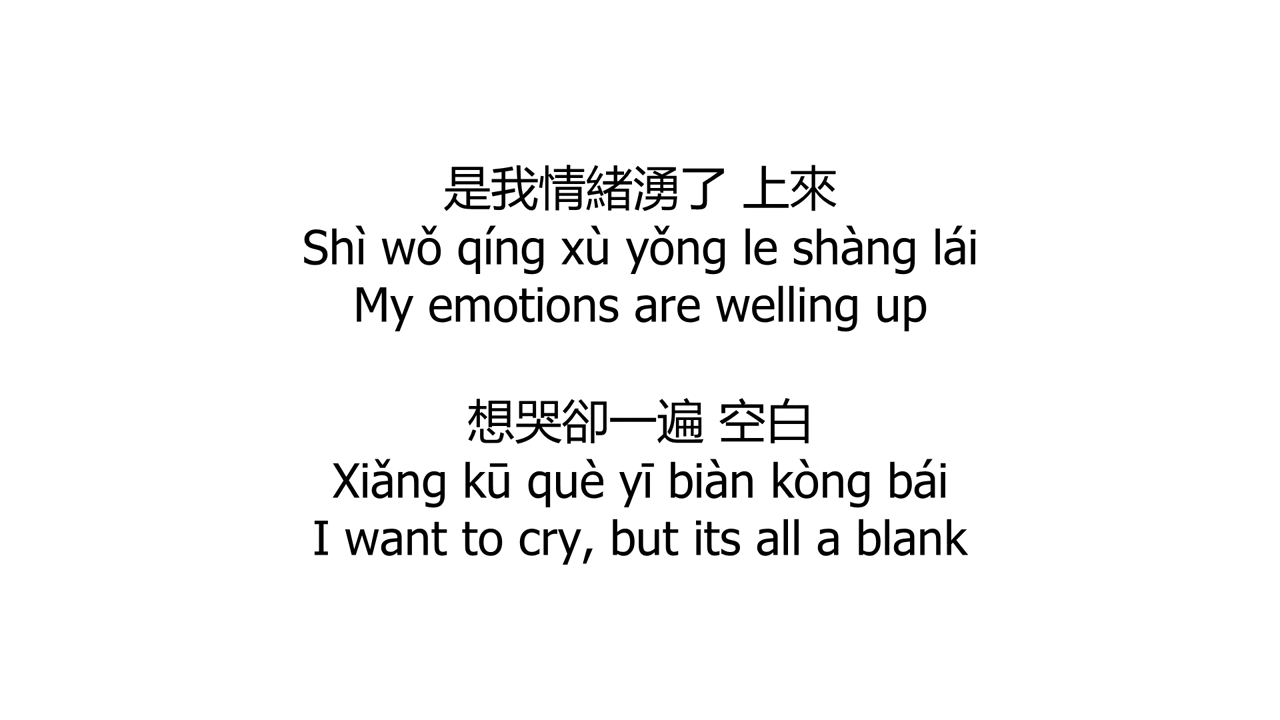 是我情緒湧了 上來
Shì wǒ qíng xù yǒng le shàng lái
My emotions are welling up
想哭卻一遍 空白
Xiǎng kū què yī biàn kòng bái
I want to cry, but its all a blank